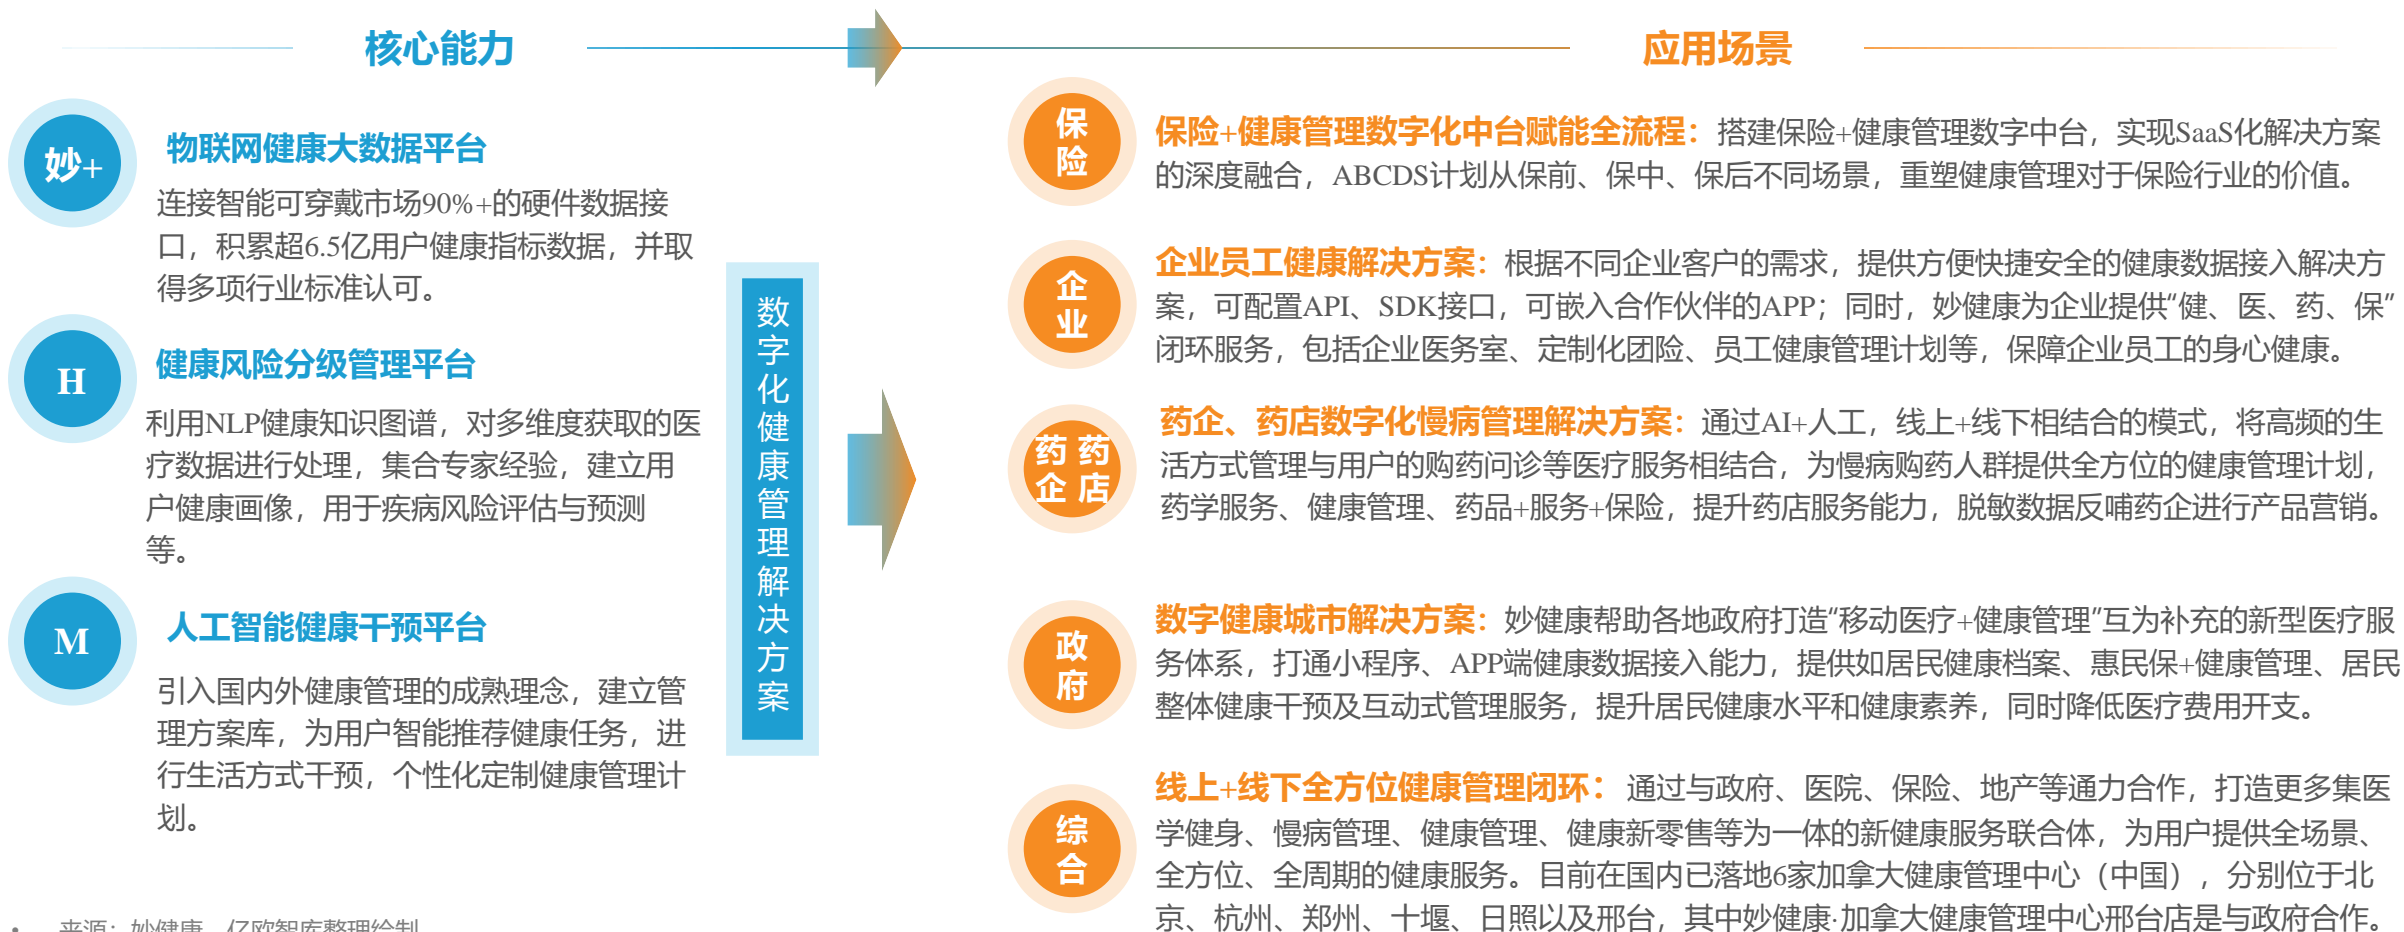 核心能力
应用场景
妙+
物联网健康大数据平台
连接智能可穿戴市场90%+的硬件数据接
口，积累超6.5亿用户健康指标数据，并取
得多项行业标准认可。
H
健康风险分级管理平台
利用NLP健康知识图谱，对多维度获取的医
疗数据进行处理，集合专家经验，建立用
户健康画像，用于疾病风险评估与预测
等。
M
人工智能健康干预平台
引入国内外健康管理的成熟理念，建立管
理方案库，为用户智能推荐健康任务，进
行生活方式干预，个性化定制健康管理计
划。
数字化健康管理解决方案
保险
保险+健康管理数字化中台赋能全流程：搭建保险+健康管理数字中台，实现SaaS化解决方案
的深度融合，ABCDS计划从保前、保中、保后不同场景，重塑健康管理对于保险行业的价值。
企业
企业员工健康解决方案：根据不同企业客户的需求，提供方便快捷安全的健康数据接入解决方
案，可配置API、SDK接口，可嵌入合作伙伴的APP；同时，妙健康为企业提供“健、医、药、保”
闭环服务，包括企业医务室、定制化团险、员工健康管理计划等，保障企业员工的身心健康。
药企 药店
药企、药店数字化慢病管理解决方案：通过AI+人工，线上+线下相结合的模式，将高频的生
活方式管理与用户的购药问诊等医疗服务相结合，为慢病购药人群提供全方位的健康管理计划，
药学服务、健康管理、药品+服务+保险，提升药店服务能力，脱敏数据反哺药企进行产品营销。
政府
数字健康城市解决方案：妙健康帮助各地政府打造“移动医疗+健康管理”互为补充的新型医疗服
务体系，打通小程序、APP端健康数据接入能力，提供如居民健康档案、惠民保+健康管理、居民
整体健康干预及互动式管理服务，提升居民健康水平和健康素养，同时降低医疗费用开支。
综合
线上+线下全方位健康管理闭环：通过与政府、医院、保险、地产等通力合作，打造更多集医
学健身、慢病管理、健康管理、健康新零售等为一体的新健康服务联合体，为用户提供全场景、
全方位、全周期的健康服务。目前在国内已落地6家加拿大健康管理中心（中国），分别位于北
京、杭州、郑州、十堰、日照以及邢台，其中妙健康·加拿大健康管理中心邢台店是与政府合作。
• 来源：妙健康、亿欧智库整理绘制